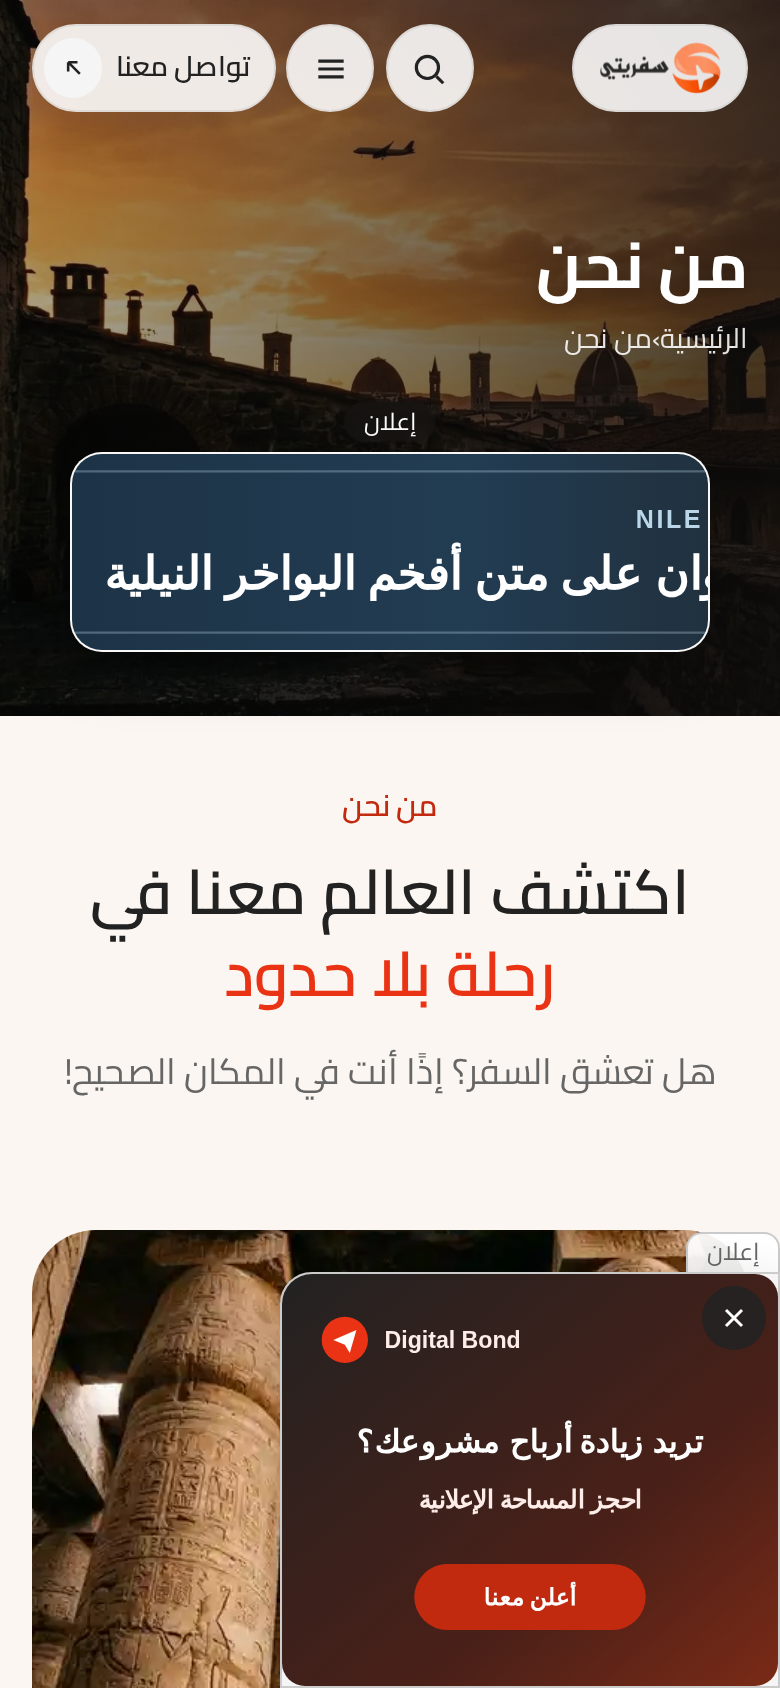 سفريتي
تواصل معنا
من نحن
الرئيسية›من نحن
إعلان
NILE
على متن أفخم البواخر النيلية
من نحن
اكتشف العالم معنا في
رحلة بلا حدود
هل تعشق السفر؟ إذًا أنت في المكان الصحيح!
إعلان
Digital Bond
تريد زيادة أرباح مشروعك؟
احجز المساحة الإعلانية
أعلن معنا